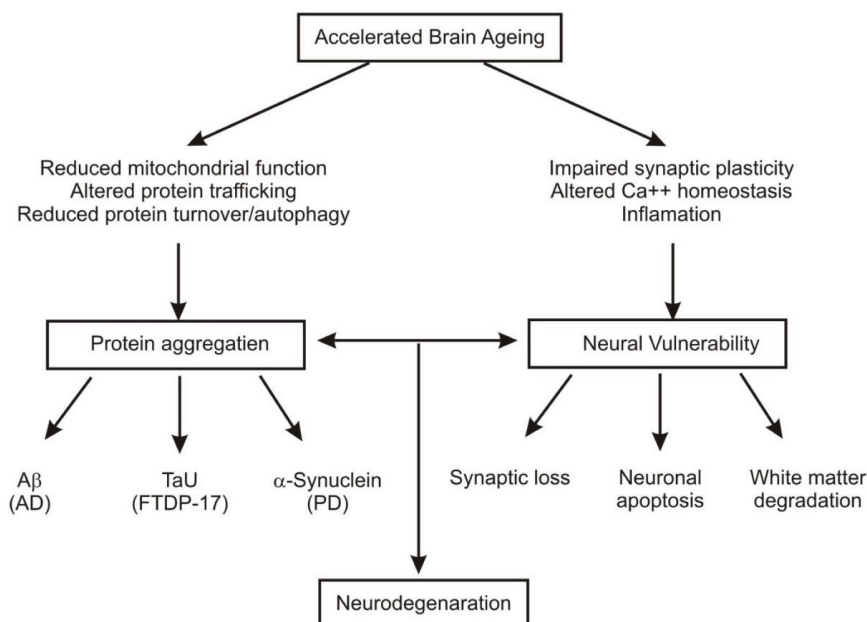 Accelerated Brain Ageing
Reduced mitochondrial function
Altered protein trafficking
Reduced protein turnover/autophagy
Impaired synaptic plasticity
Altered Ca++ homeostasis
Inflamation
Protein aggregatien
Neural Vulnerability
Aβ
(AD)
TaU
(FTDP-17)
α-Synuclein
(PD)
Synaptic loss
Neuronal
apoptosis
White matter
degradation
Neurodegenaration